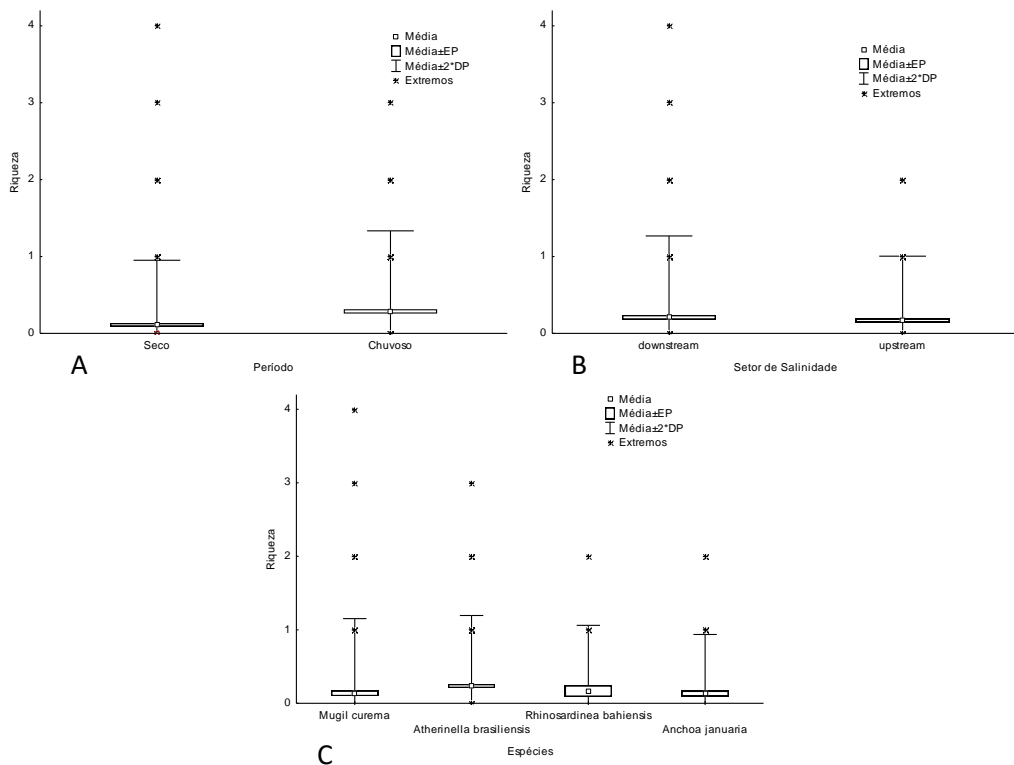 4
3
2
1
0
Riqueza
Média
Média±EP
Média±2*DP
Extremos
Seco Chuvoso
Período
A
4
3
2
1
0
Riqueza
Média
Média±EP
Média±2*DP
Extremos
downstream upstream
Setor de Salinidade
B
4
3
2
1
0
Riqueza
Média
Média±EP
Média±2*DP
Extremos
Mugil curema Rhinosardinea bahiensis
Atherinella brasiliensis Anchoa januaria
Espécies
C